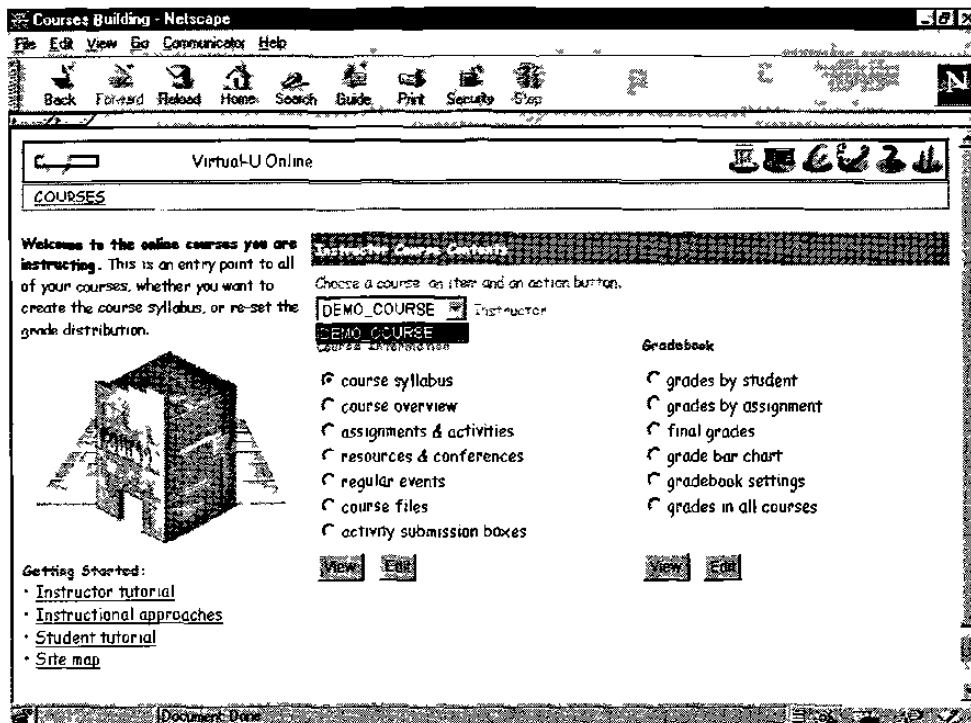 Courses Building - Netscape
File Edit View Go Communicator Help
Back Forward Reload Home Search Guide Print Security Stop
N
Virtual-U Online
COURSES
Welcome to the online courses you are
instructing. This is an entry point to all
of your courses, whether you want to
create the course syllabus, or re-set the
grade distribution.
Getting Started:
· Instructor tutorial
· Instructional approaches
· Student tutorial
· Site map
Instructor Course Contents
Choose a course, an item and an action button.
DEMO_COURSE Instructor
DEMO_COURSE
Course Information
course syllabus
course overview
assignments & activities
resources & conferences
regular events
course files
activity submission boxes
View Edit
Gradebook
grades by student
grades by assignment
final grades
grade bar chart
gradebook settings
grades in all courses
View Edit
Document: Done